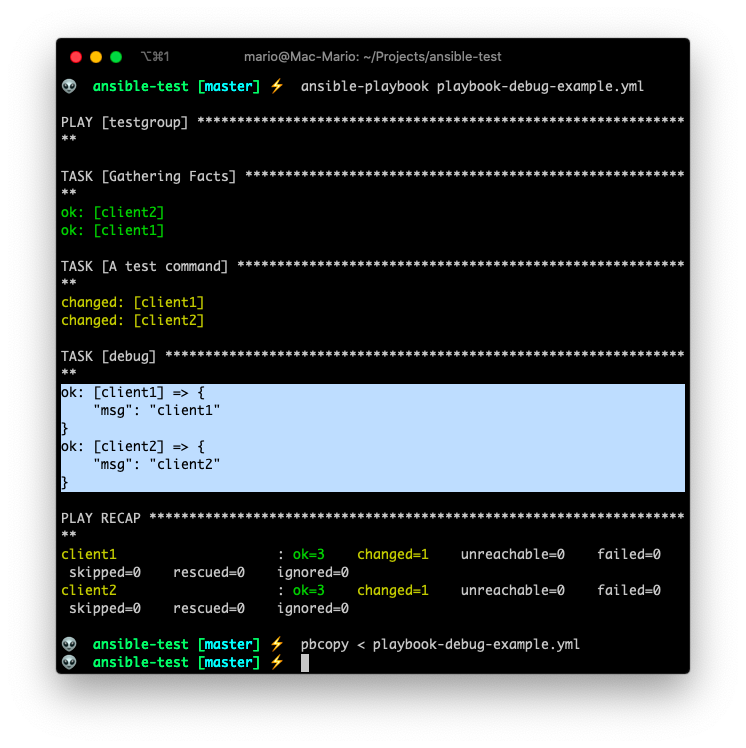 ⌥⌘1 mario@Mac-Mario: ~/Projects/ansible-test
👽 ansible-test [master] ⚡ ansible-playbook playbook-debug-example.yml
PLAY [testgroup] *************************************************************
**
TASK [Gathering Facts] *******************************************************
**
ok: [client2]
ok: [client1]
TASK [A test command] ********************************************************
**
changed: [client1]
changed: [client2]
TASK [debug] *****************************************************************
**
ok: [client1] => {
    "msg": "client1"
}
ok: [client2] => {
    "msg": "client2"
}
PLAY RECAP *******************************************************************
**
client1                    : ok=3    changed=1    unreachable=0    failed=0
 skipped=0    rescued=0    ignored=0
client2                    : ok=3    changed=1    unreachable=0    failed=0
 skipped=0    rescued=0    ignored=0
👽 ansible-test [master] ⚡ pbcopy < playbook-debug-example.yml
👽 ansible-test [master] ⚡